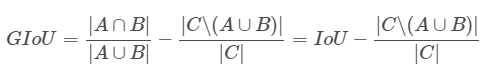 GIoU = |A ∩ B| / |A ∪ B| − |C\(A ∪ B)| / |C| = IoU − |C\(A ∪ B)| / |C|